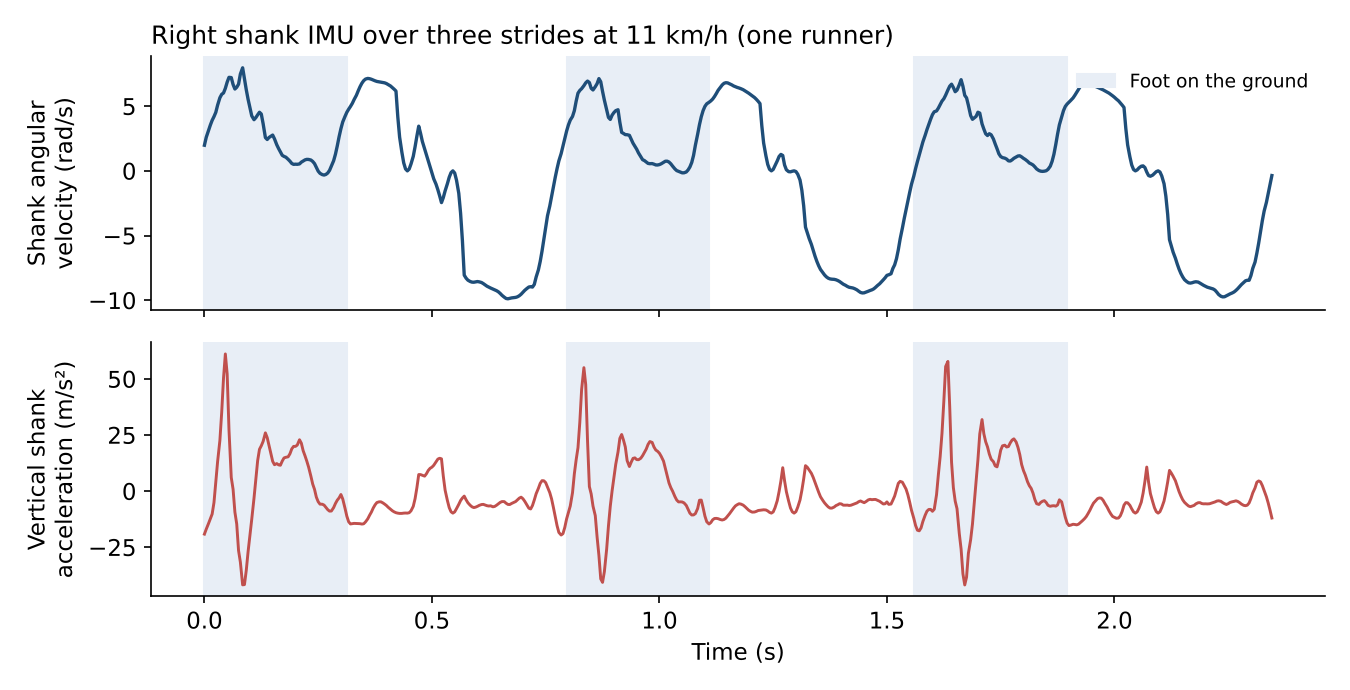 Right shank IMU over three strides at 11 km/h (one runner)
Shank angular
velocity (rad/s)
5
0
−5
−10
Foot on the ground
Vertical shank
acceleration (m/s²)
50
25
0
−25
0.0 0.5 1.0 1.5 2.0
Time (s)